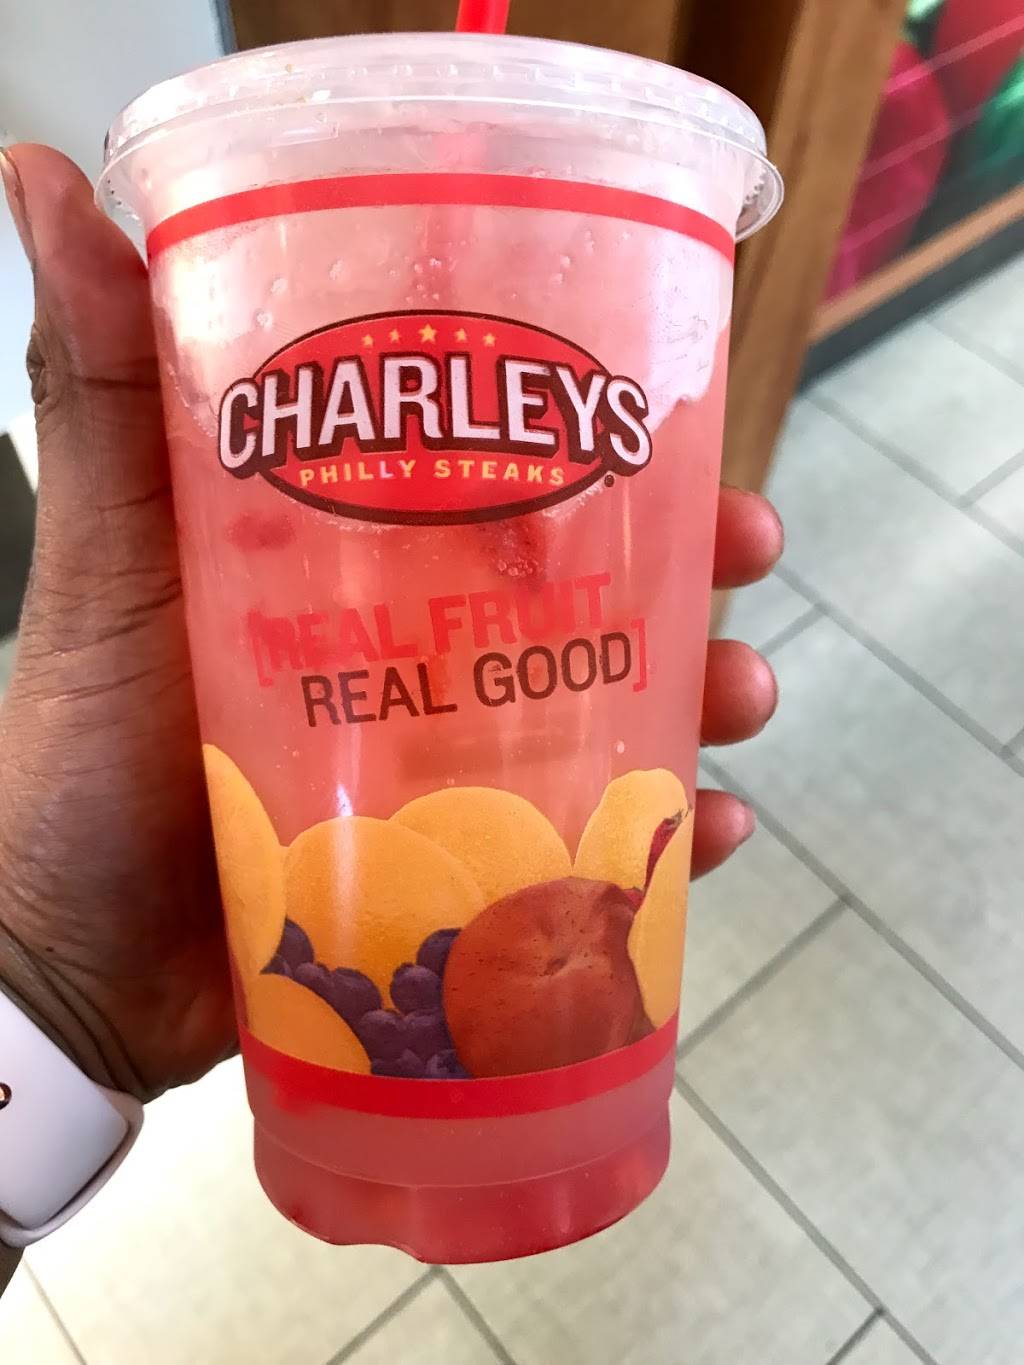 CHARLEYS
PHILLY STEAKS
[REAL FRUIT
REAL GOOD]